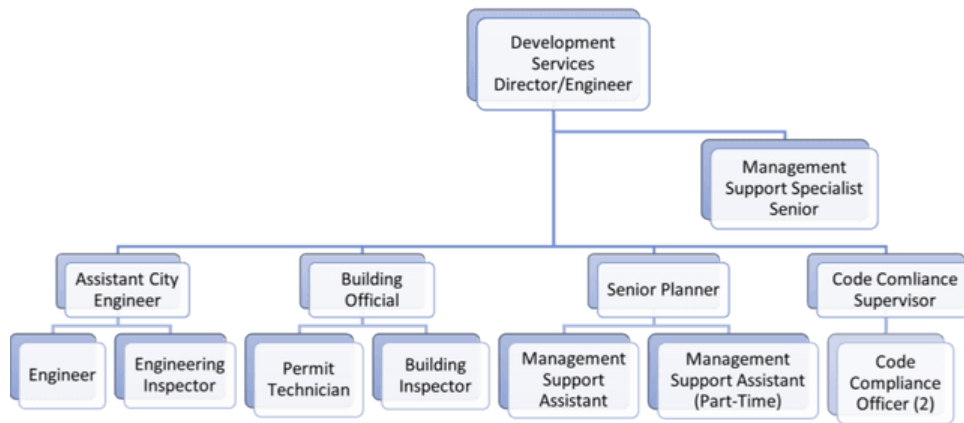 Development
Services
Director/Engineer
Management
Support Specialist
Senior
Assistant City
Engineer
Building
Official
Senior Planner
Code Comliance
Supervisor
Engineer
Engineering
Inspector
Permit
Technician
Building
Inspector
Management
Support
Assistant
Management
Support Assistant
(Part-Time)
Code
Compliance
Officer (2)